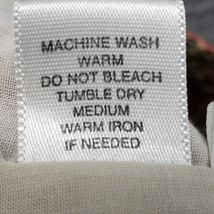 MACHINE WASH
WARM
DO NOT BLEACH
TUMBLE DRY
MEDIUM
WARM IRON
IF NEEDED